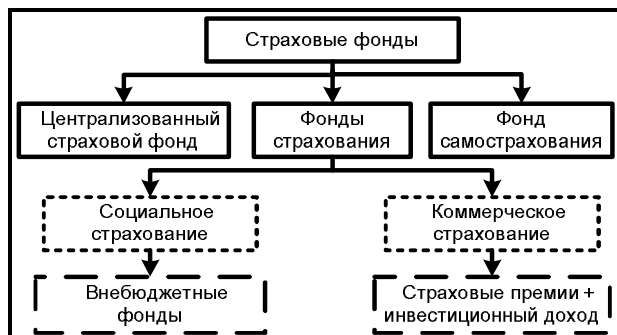 Страховые фонды
Централизованный
страховой фонд
Фонды
страхования
Фонд
самострахования
Социальное
страхование
Коммерческое
страхование
Внебюджетные
фонды
Страховые премии +
инвестиционный доход